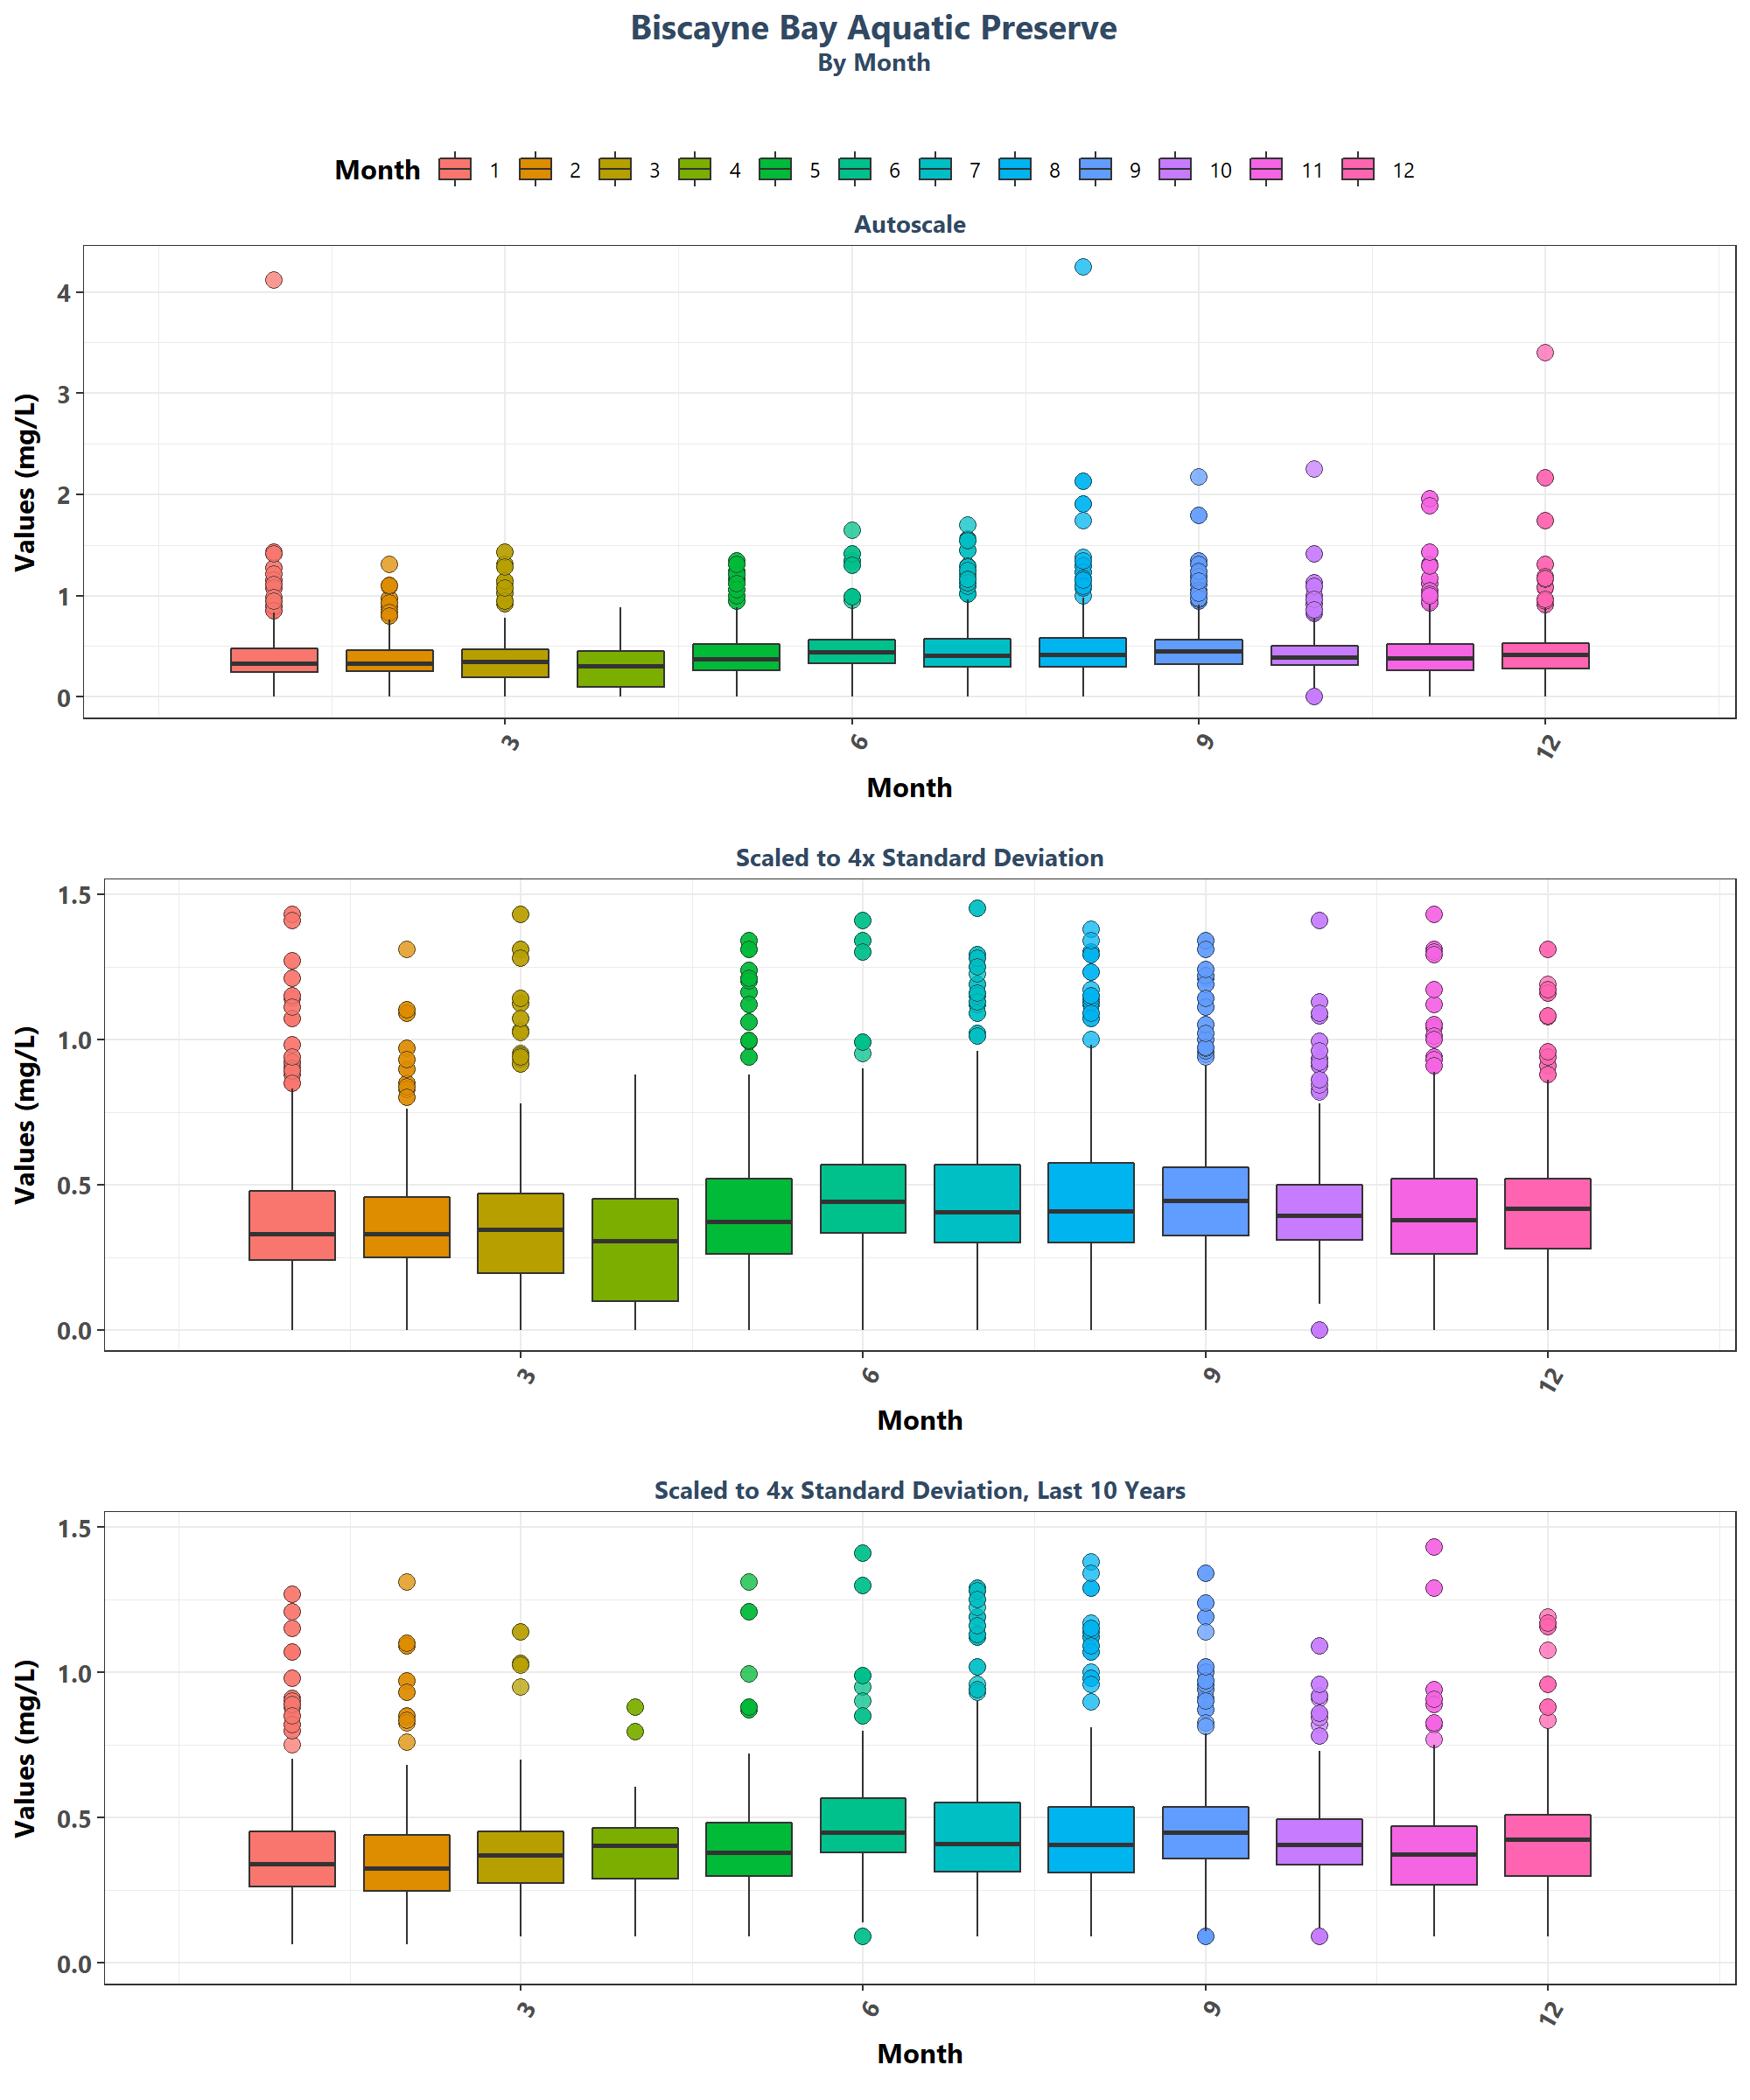 Biscayne Bay Aquatic Preserve
By Month
Month 1 2 3 4 5 6 7 8 9 10 11 12
Autoscale
Values (mg/L)
4
3
2
1
0
3 6 9 12
Month
Scaled to 4x Standard Deviation
Values (mg/L)
1.5
1.0
0.5
0.0
3 6 9 12
Month
Scaled to 4x Standard Deviation, Last 10 Years
Values (mg/L)
1.5
1.0
0.5
0.0
3 6 9 12
Month